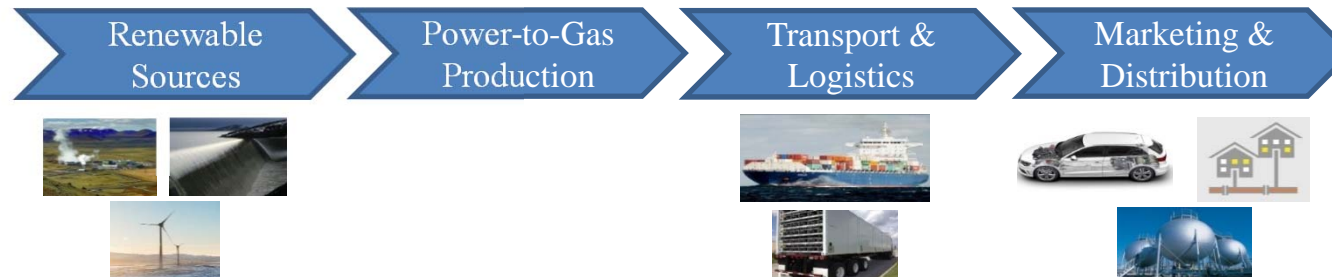 Renewable
Sources
Power-to-Gas
Production
Transport &
Logistics
Marketing &
Distribution